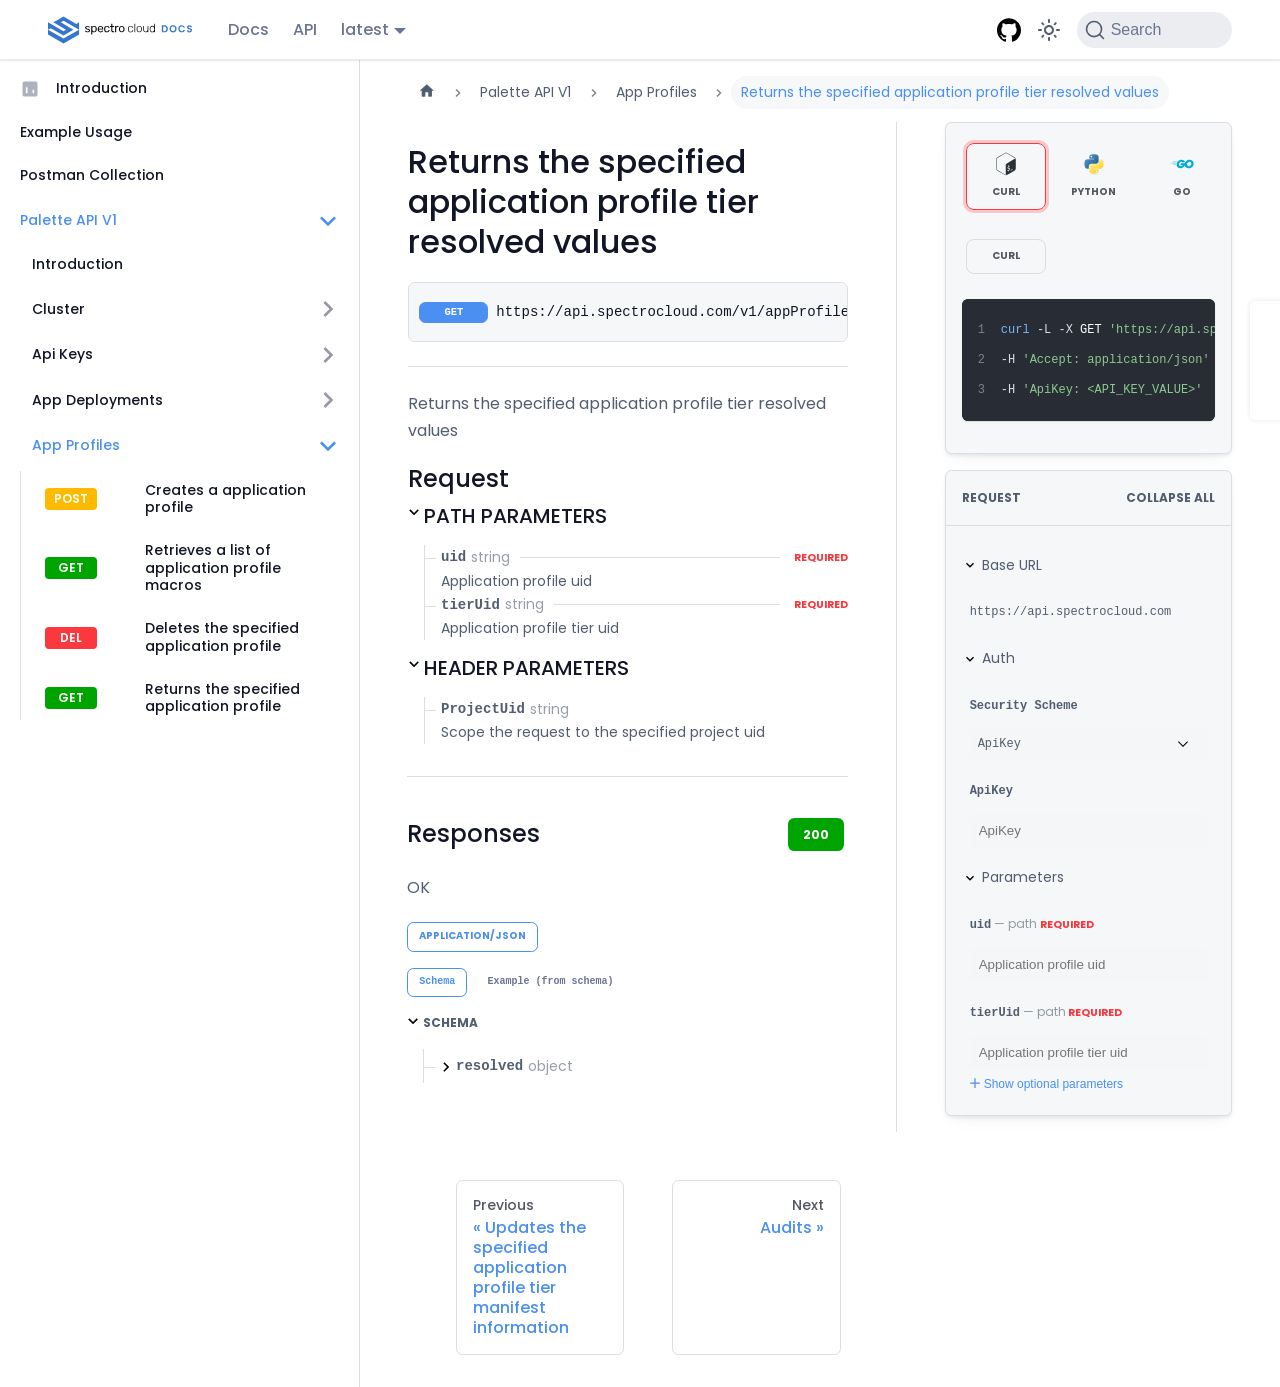 spectro cloud DOCS
Docs
API
latest
Search
Introduction
Example Usage
Postman Collection
Palette API V1
Introduction
Cluster
Api Keys
App Deployments
App Profiles
POST
Creates a application
profile
GET
Retrieves a list of
application profile
macros
DEL
Deletes the specified
application profile
GET
Returns the specified
application profile
Palette API V1
App Profiles
Returns the specified application profile tier resolved values
Returns the specified
application profile tier
resolved values
GET https://api.spectrocloud.com/v1/appProfile
Returns the specified application profile tier resolved
values
Request
PATH PARAMETERS
uid string REQUIRED
Application profile uid
tierUid string REQUIRED
Application profile tier uid
HEADER PARAMETERS
ProjectUid string
Scope the request to the specified project uid
Responses
200
OK
APPLICATION/JSON
Schema
Example (from schema)
SCHEMA
resolved object
CURL
PYTHON
GO
CURL
1 curl -L -X GET 'https://api.sp
2 -H 'Accept: application/json'
3 -H 'ApiKey: <API_KEY_VALUE>'
REQUEST
COLLAPSE ALL
Base URL
https://api.spectrocloud.com
Auth
Security Scheme
ApiKey
ApiKey
ApiKey
Parameters
uid — path REQUIRED
Application profile uid
tierUid — path REQUIRED
Application profile tier uid
Show optional parameters
Previous
« Updates the
specified
application
profile tier
manifest
information
Next
Audits »